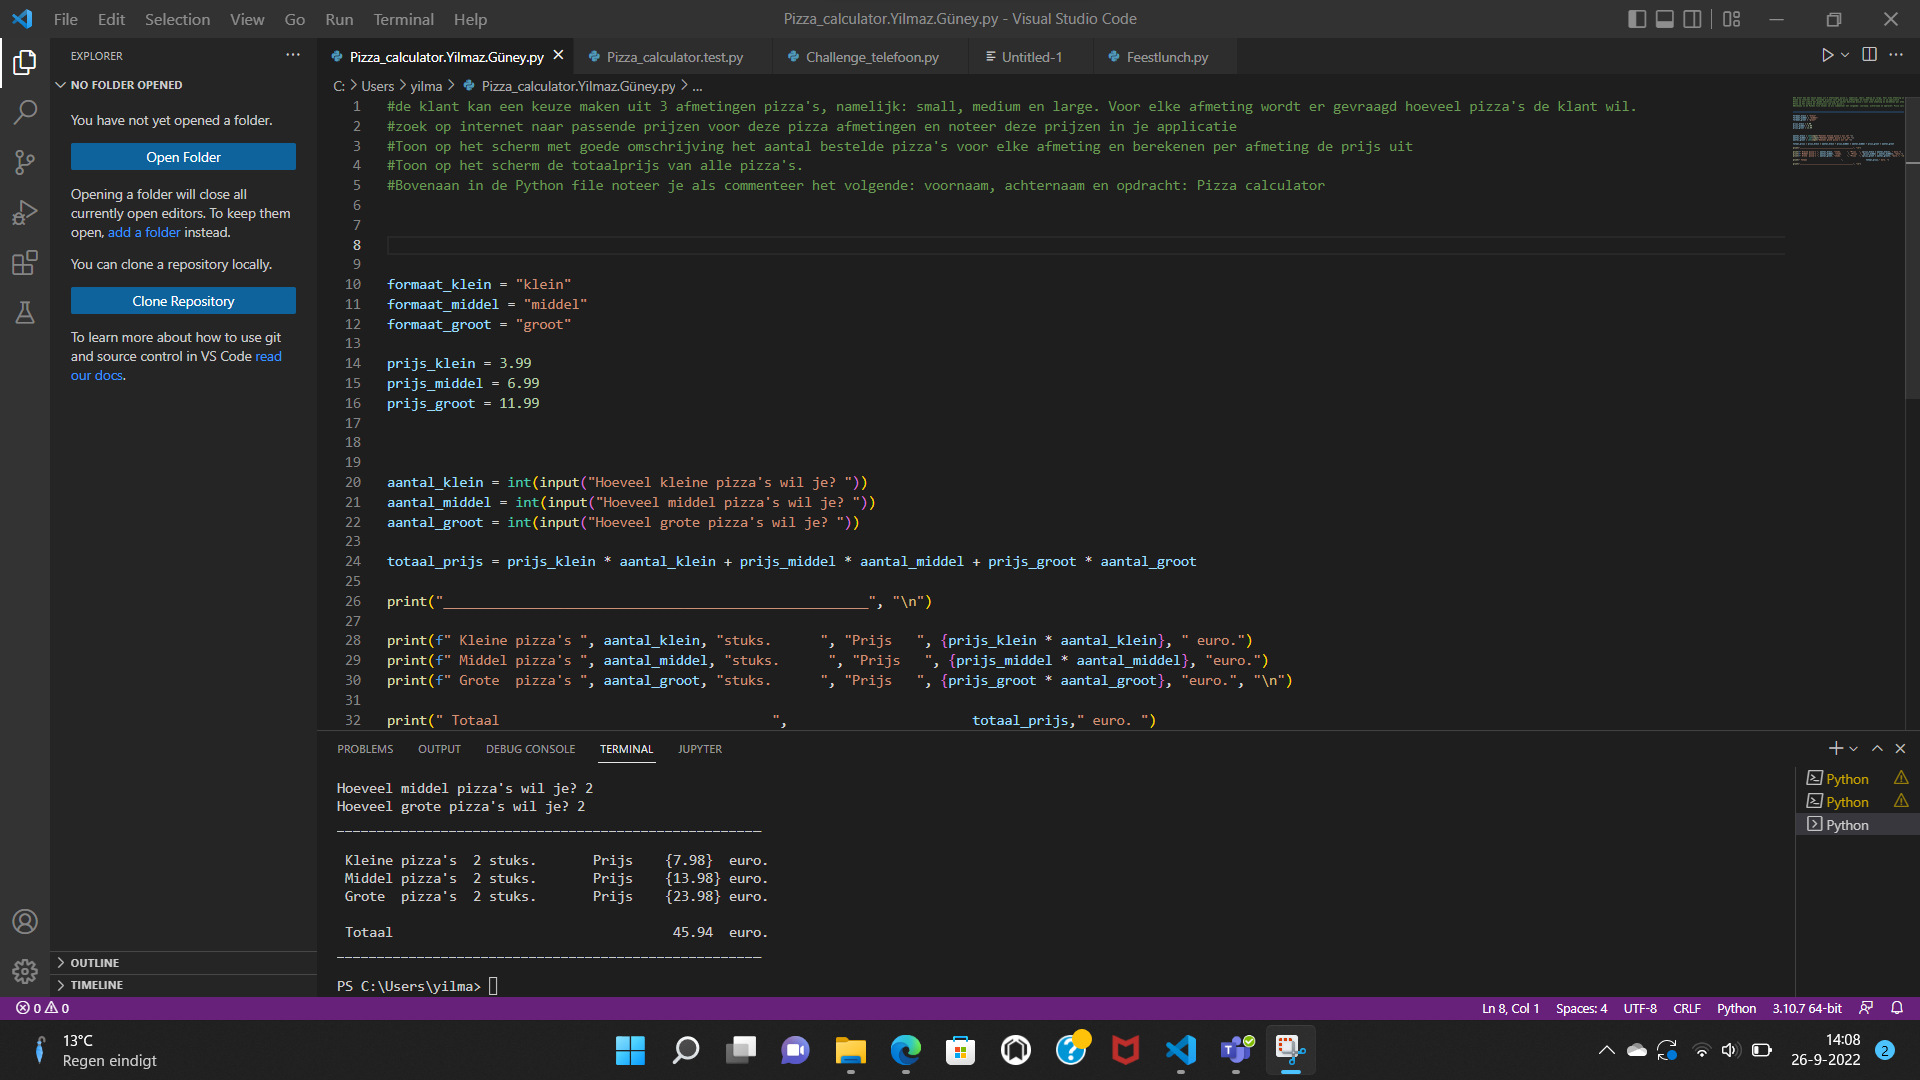 File Edit Selection View Go Run Terminal Help
Pizza_calculator.Yilmaz.Güney.py - Visual Studio Code
EXPLORER
NO FOLDER OPENED
You have not yet opened a folder.
Open Folder
Opening a folder will close all
currently open editors. To keep them
open, add a folder instead.
You can clone a repository locally.
Clone Repository
To learn more about how to use git
and source control in VS Code read
our docs.
OUTLINE
TIMELINE
Pizza_calculator.Yilmaz.Güney.py Pizza_calculator.test.py Challenge_telefoon.py Untitled-1 Feestlunch.py
C: > Users > yilma > Pizza_calculator.Yilmaz.Güney.py > ...
1 #de klant kan een keuze maken uit 3 afmetingen pizza's, namelijk: small, medium en large. Voor elke afmeting wordt er gevraagd hoeveel pizza's de klant wil.
2 #zoek op internet naar passende prijzen voor deze pizza afmetingen en noteer deze prijzen in je applicatie
3 #Toon op het scherm met goede omschrijving het aantal bestelde pizza's voor elke afmeting en berekenen per afmeting de prijs uit
4 #Toon op het scherm de totaalprijs van alle pizza's.
5 #Bovenaan in de Python file noteer je als commenteer het volgende: voornaam, achternaam en opdracht: Pizza calculator
6
7
8
9
10 formaat_klein = "klein"
11 formaat_middel = "middel"
12 formaat_groot = "groot"
13
14 prijs_klein = 3.99
15 prijs_middel = 6.99
16 prijs_groot = 11.99
17
18
19
20 aantal_klein = int(input("Hoeveel kleine pizza's wil je? "))
21 aantal_middel = int(input("Hoeveel middel pizza's wil je? "))
22 aantal_groot = int(input("Hoeveel grote pizza's wil je? "))
23
24 totaal_prijs = prijs_klein * aantal_klein + prijs_middel * aantal_middel + prijs_groot * aantal_groot
25
26 print("_____________________________________________________", "\n")
27
28 print(f" Kleine pizza's ", aantal_klein, "stuks.      ", "Prijs   ", {prijs_klein * aantal_klein}, " euro.")
29 print(f" Middel pizza's ", aantal_middel, "stuks.      ", "Prijs   ", {prijs_middel * aantal_middel}, "euro.")
30 print(f" Grote  pizza's ", aantal_groot, "stuks.      ", "Prijs   ", {prijs_groot * aantal_groot}, "euro.", "\n")
31
32 print(" Totaal                                  ",                       totaal_prijs," euro. ")
PROBLEMS OUTPUT DEBUG CONSOLE TERMINAL JUPYTER
Hoeveel middel pizza's wil je? 2
Hoeveel grote pizza's wil je? 2
_____________________________________________________
Kleine pizza's  2 stuks.       Prijs    {7.98}  euro.
Middel pizza's  2 stuks.       Prijs    {13.98} euro.
Grote  pizza's  2 stuks.       Prijs    {23.98} euro.
Totaal                                   45.94  euro.
_____________________________________________________
PS C:\Users\yilma>
Python
Python
Python
0 0
Ln 8, Col 1 Spaces: 4 UTF-8 CRLF Python 3.10.7 64-bit
13°C
Regen eindigt
14:08
26-9-2022
2